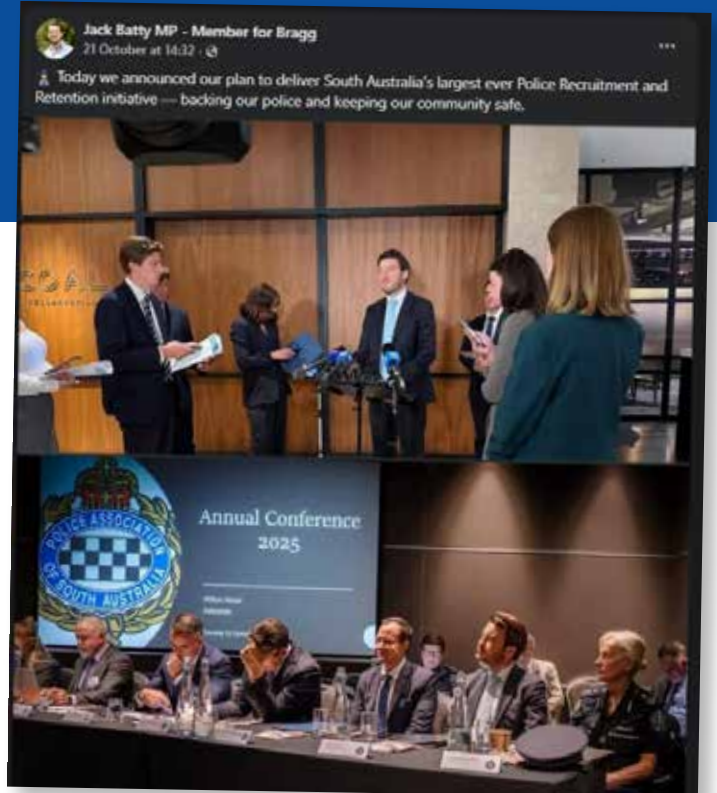 Jack Batty MP - Member for Bragg
21 October at 14:32
Today we announced our plan to deliver South Australia's largest ever Police Recruitment and
Retention initiative — backing our police and keeping our community safe.
POLICE ASSOCIATION
OF SOUTH AUSTRALIA
Annual Conference
2025